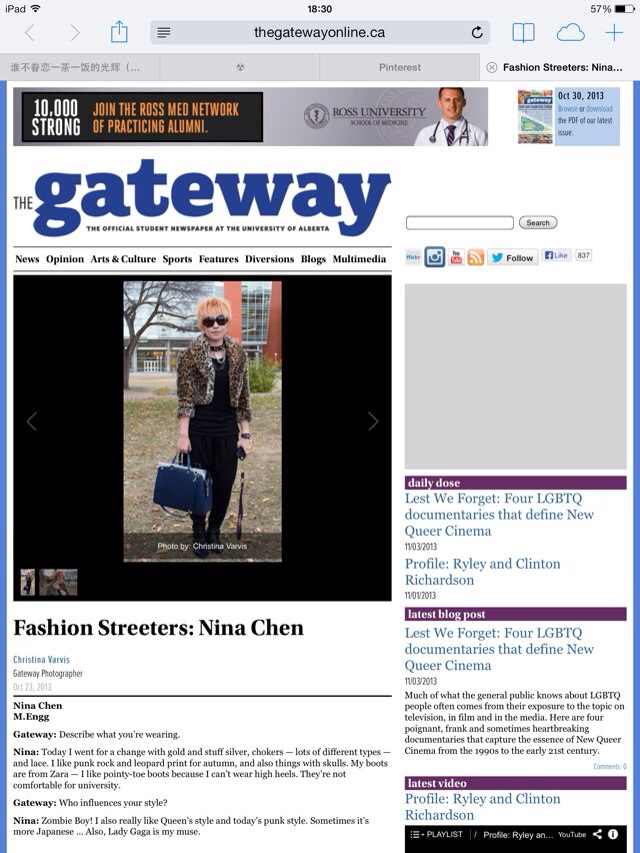 iPad
18:30
57%
thegatewayonline.ca
谁不眷恋一茶一饭的光辉（...
Pinterest
Fashion Streeters: Nina...
10,000 STRONG
JOIN THE ROSS MED NETWORK
OF PRACTICING ALUMNI.
ROSS UNIVERSITY
SCHOOL OF MEDICINE
Oct 30, 2013
Browse or download
the PDF of our latest
issue.
THE gateway
THE OFFICIAL STUDENT NEWSPAPER AT THE UNIVERSITY OF ALBERTA
Search
News Opinion Arts & Culture Sports Features Diversions Blogs Multimedia
flickr
You Tube
Follow
Like
837
Photo by: Christina Varvis
Fashion Streeters: Nina Chen
Christina Varvis
Gateway Photographer
Oct 23, 2013
Nina Chen
M.Engg
Gateway: Describe what you're wearing.
Nina: Today I went for a change with gold and stuff silver, chokers — lots of different types —
and lace. I like punk rock and leopard print for autumn, and also things with skulls. My boots
are from Zara — I like pointy-toe boots because I can't wear high heels. They're not
comfortable for university.
Gateway: Who influences your style?
Nina: Zombie Boy! I also really like Queen's style and today's punk style. Sometimes it's
more Japanese ... Also, Lady Gaga is my muse.
daily dose
Lest We Forget: Four LGBTQ
documentaries that define New
Queer Cinema
11/03/2013
Profile: Ryley and Clinton
Richardson
11/01/2013
latest blog post
Lest We Forget: Four LGBTQ
documentaries that define New
Queer Cinema
11/03/2013
Much of what the general public knows about LGBTQ
people often comes from their exposure to the topic on
television, in film and in the media. Here are four
poignant, frank and sometimes heartbreaking
documentaries that capture the essence of New Queer
Cinema from the 1990s to the early 21st century.
Comments: 0
latest video
Profile: Ryley and Clinton
Richardson
PLAYLIST / Profile: Ryley an... YouTube